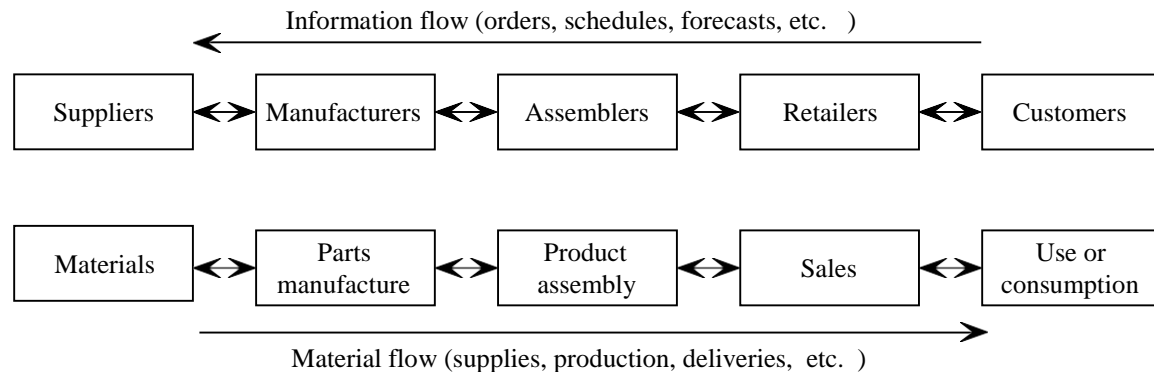 Information flow (orders, schedules, forecasts, etc. )
Suppliers
Manufacturers
Assemblers
Retailers
Customers
Materials
Parts
manufacture
Product
assembly
Sales
Use or
consumption
Material flow (supplies, production, deliveries, etc. )